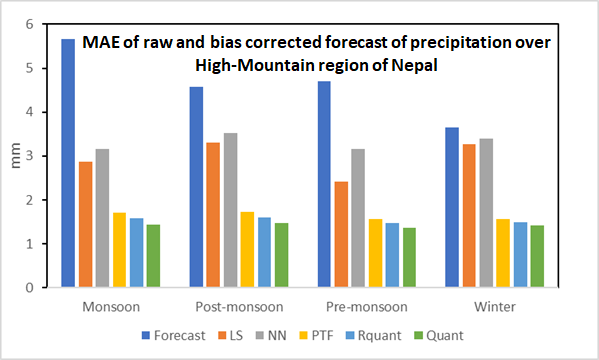 MAE of raw and bias corrected forecast of precipitation over
High-Mountain region of Nepal
6
5
4
3
2
1
0
mm
Monsoon Post-monsoon Pre-monsoon Winter
Forecast LS NN PTF Rquant Quant